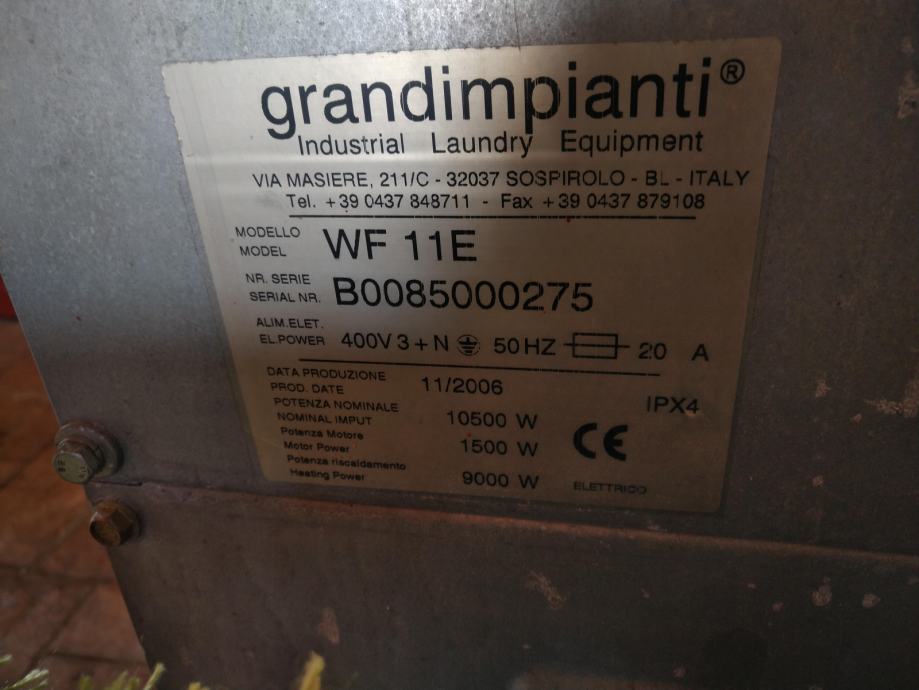 grandimpianti®
Industrial Laundry Equipment
VIA MASIERE, 211/C - 32037 SOSPIROLO - BL - ITALY
Tel. +39 0437 848711 - Fax +39 0437 879108
MODELLO
MODEL WF 11E
NR. SERIE
SERIAL NR. B0085000275
ALIM.ELET.
EL.POWER 400V 3 + N 50 HZ 20 A
DATA PRODUZIONE
PROD. DATE 11/2006
POTENZA NOMINALE IPX4
NOMINAL IMPUT 10500 W
Potenza Motore
Motor Power 1500 W CE
Potenza riscaldamento
Heating Power 9000 W ELETTRICO